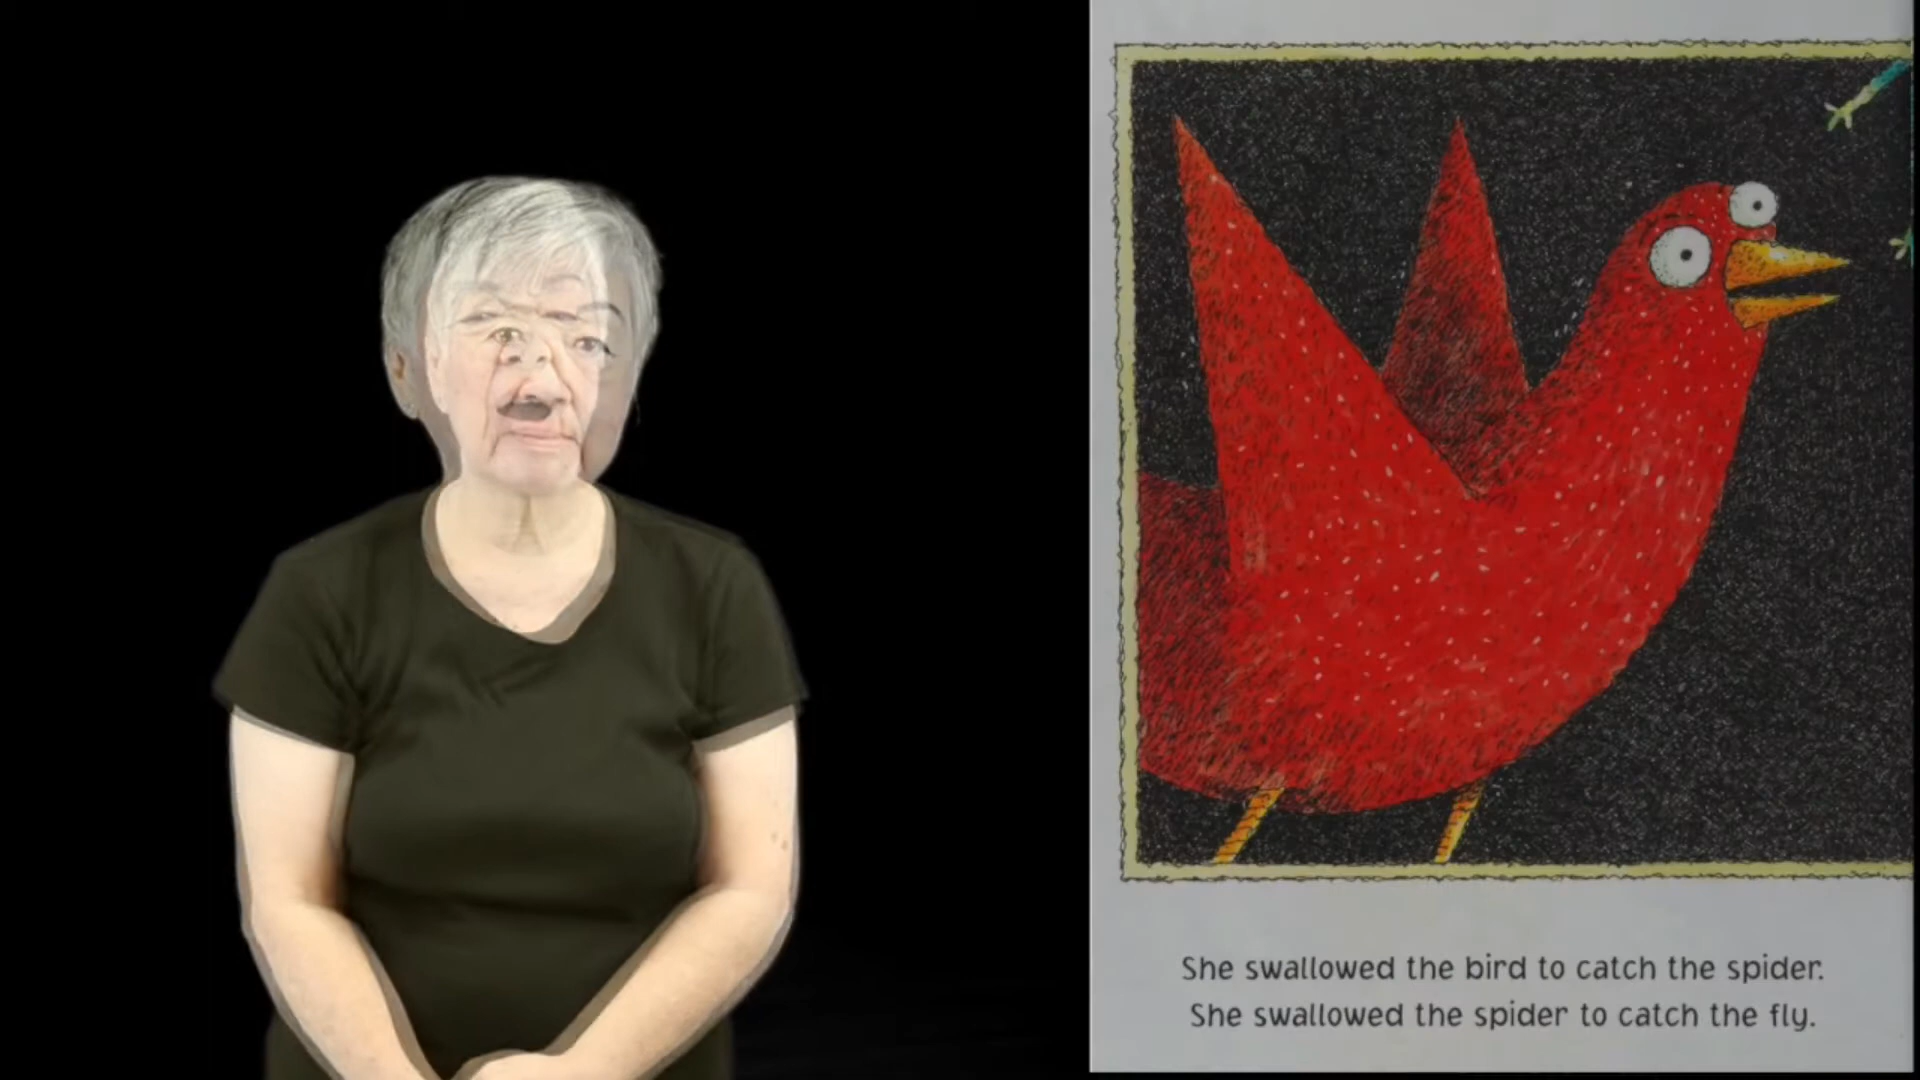 She swallowed the bird to catch the spider.
She swallowed the spider to catch the fly.